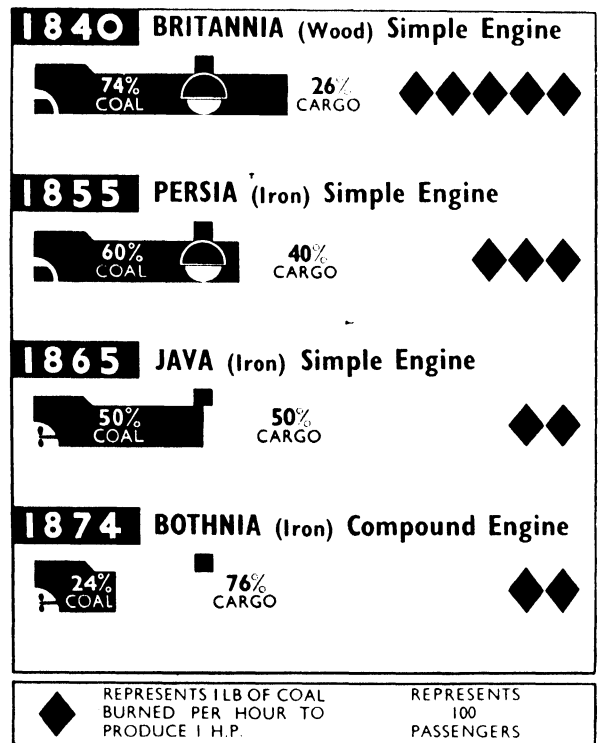 1840 BRITANNIA (Wood) Simple Engine
74% COAL
26% CARGO
1855 PERSIA (Iron) Simple Engine
60% COAL
40% CARGO
1865 JAVA (Iron) Simple Engine
50% COAL
50% CARGO
1874 BOTHNIA (Iron) Compound Engine
24% COAL
76% CARGO
REPRESENTS 1 LB OF COAL
BURNED PER HOUR TO
PRODUCE 1 H.P.
REPRESENTS
100
PASSENGERS